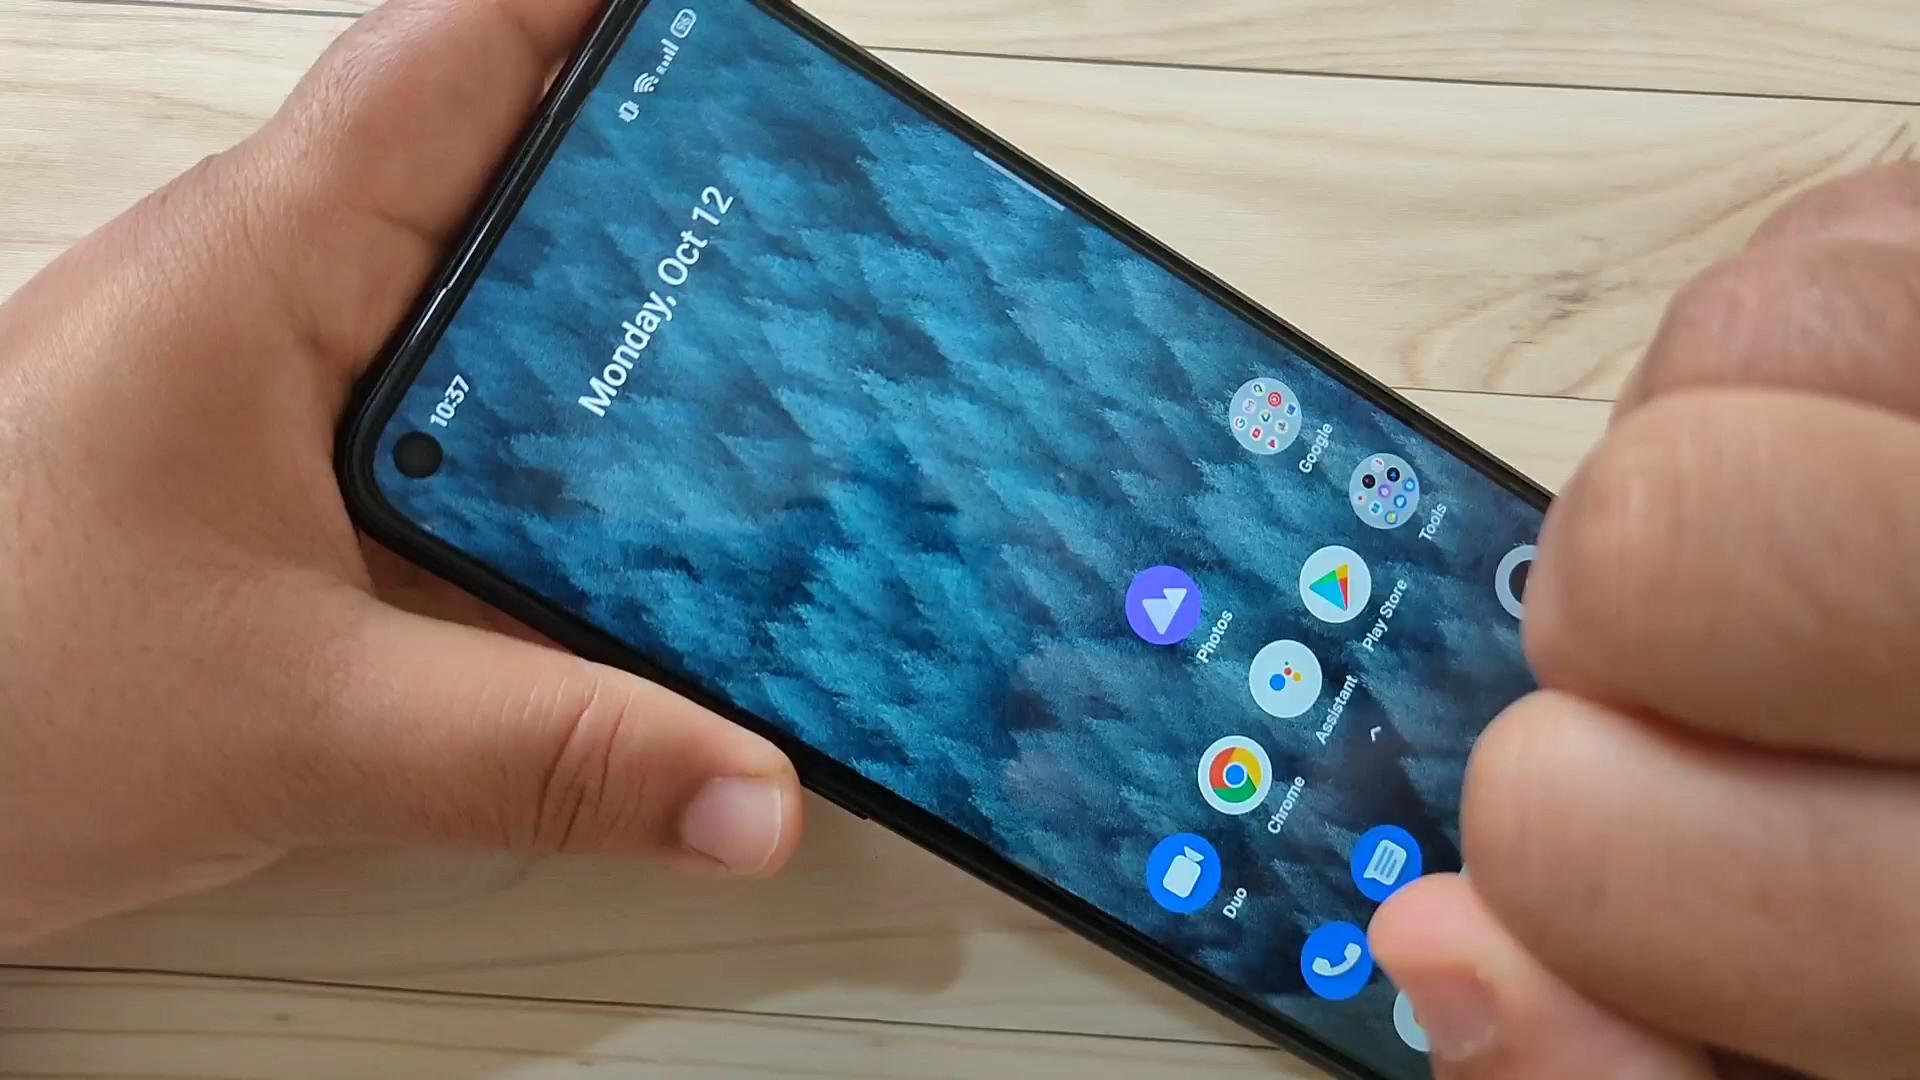 10:37
Monday, Oct 12
Google
Tools
Photos
Play Store
Assistant
Chrome
Duo